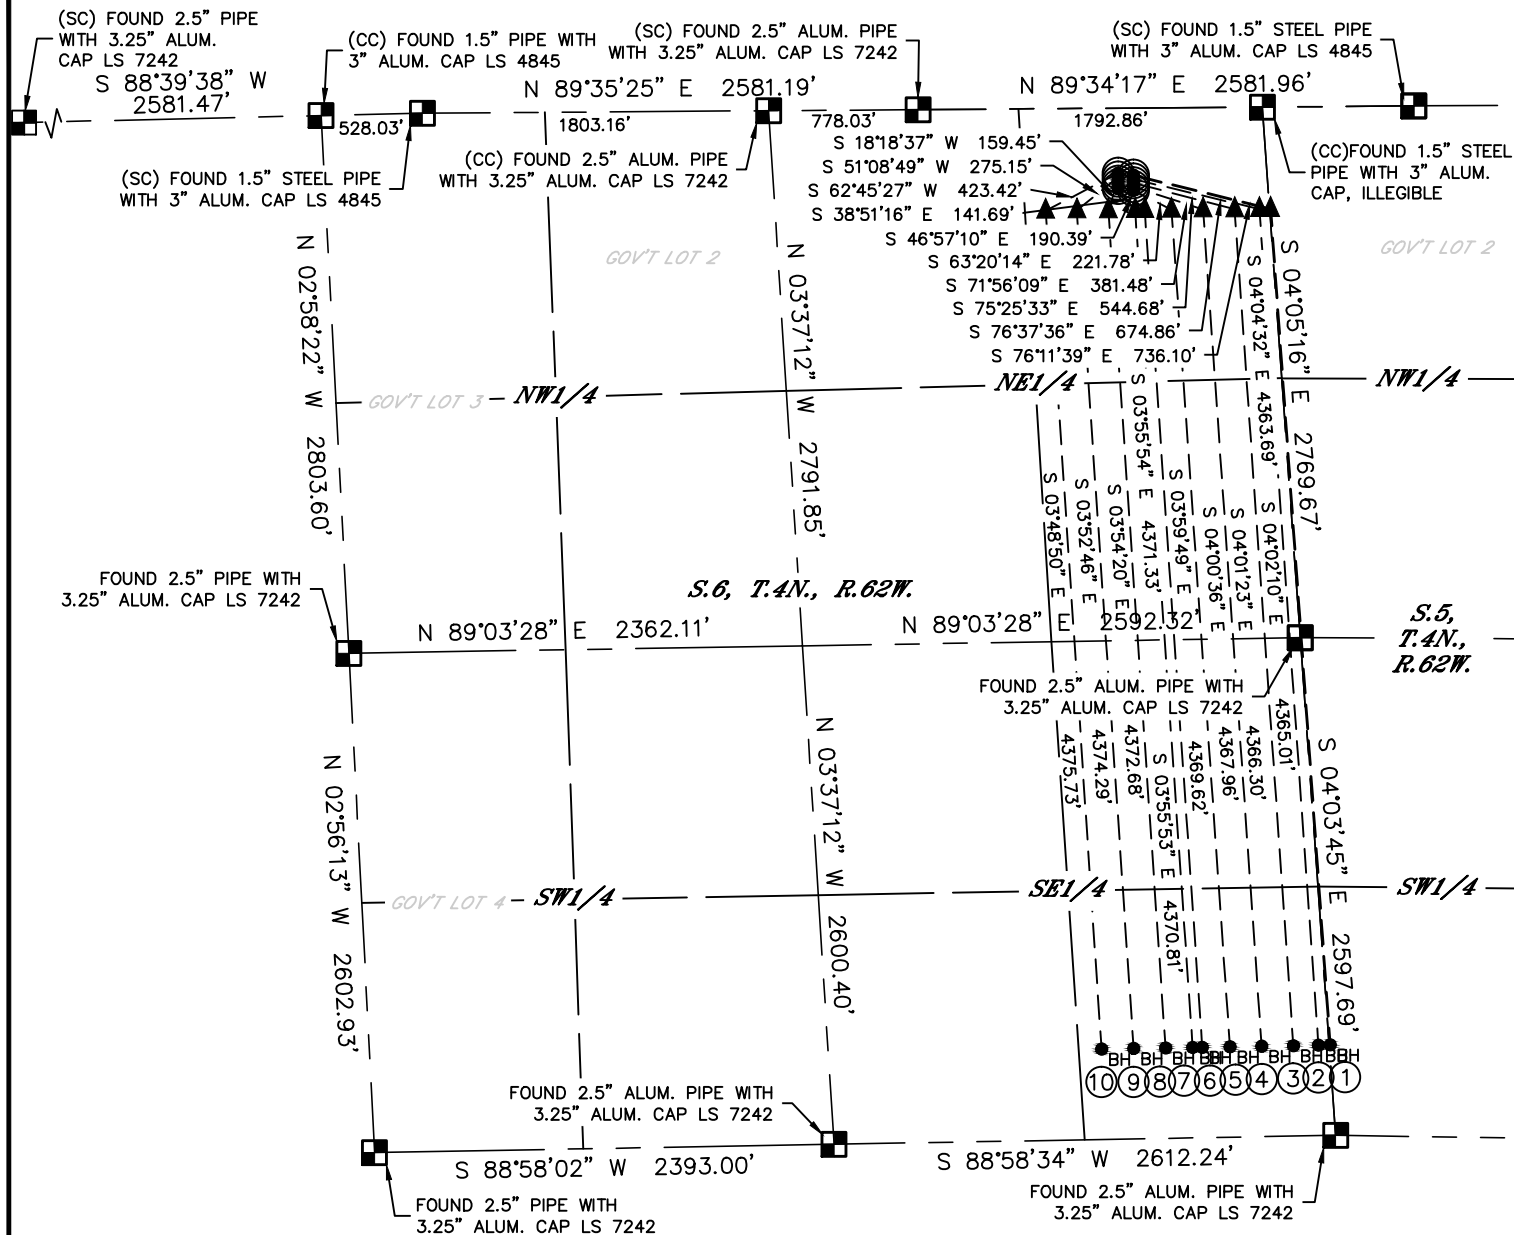 (SC) FOUND 2.5" PIPE
WITH 3.25" ALUM.
CAP LS 7242
S 88°39'38" W
2581.47'
(CC) FOUND 1.5" PIPE WITH
3" ALUM. CAP LS 4845
(SC) FOUND 2.5" ALUM. PIPE
WITH 3.25" ALUM. CAP LS 7242
(SC) FOUND 1.5" STEEL PIPE
WITH 3" ALUM. CAP LS 4845
N 89°35'25" E 2581.19'
N 89°34'17" E 2581.96'
528.03'
1803.16'
778.03'
1792.86'
(SC) FOUND 1.5" STEEL PIPE
WITH 3" ALUM. CAP LS 4845
(CC) FOUND 2.5" ALUM. PIPE
WITH 3.25" ALUM. CAP LS 7242
(CC)FOUND 1.5" STEEL
PIPE WITH 3" ALUM.
CAP, ILLEGIBLE
S 18°18'37" W 159.45'
S 51°08'49" W 275.15'
S 62°45'27" W 423.42'
S 38°51'16" E 141.69'
S 46°57'10" E 190.39'
S 63°20'14" E 221.78'
S 71°56'09" E 381.48'
S 75°25'33" E 544.68'
S 76°37'36" E 674.86'
S 76°11'39" E 736.10'
GOV'T LOT 2
GOV'T LOT 2
N 02°58'22" W 2803.60'
N 03°37'12" W 2791.85'
S 04°05'16" E 2769.67'
S 04°04'32" E 4363.69'
GOV'T LOT 3
NW1/4
NE1/4
NW1/4
S 03°48'50" E
S 03°52'46" E
S 03°54'20" E
S 03°55'54" E 4371.33'
S 03°59'49" E
S 04°00'36" E
S 04°01'23" E
S 04°02'10" E
FOUND 2.5" PIPE WITH
3.25" ALUM. CAP LS 7242
S.6, T.4N., R.62W.
S.5,
T.4N.,
R.62W.
N 89°03'28" E 2362.11'
N 89°03'28" E 2592.32'
FOUND 2.5" ALUM. PIPE WITH
3.25" ALUM. CAP LS 7242
4375.73'
4374.29'
4372.68'
S 03°55'53" E 4370.81'
4369.62'
4367.96'
4366.30'
4365.01'
N 02°56'13" W 2602.93'
N 03°37'12" W 2600.40'
S 04°03'45" E 2597.69'
GOV'T LOT 4
SW1/4
SE1/4
SW1/4
BH BH BH BH BH BH BH BH BH
10 9 8 7 6 5 4 3 2 1
FOUND 2.5" ALUM. PIPE WITH
3.25" ALUM. CAP LS 7242
S 88°58'02" W 2393.00'
S 88°58'34" W 2612.24'
FOUND 2.5" PIPE WITH
3.25" ALUM. CAP LS 7242
FOUND 2.5" ALUM. PIPE WITH
3.25" ALUM. CAP LS 7242